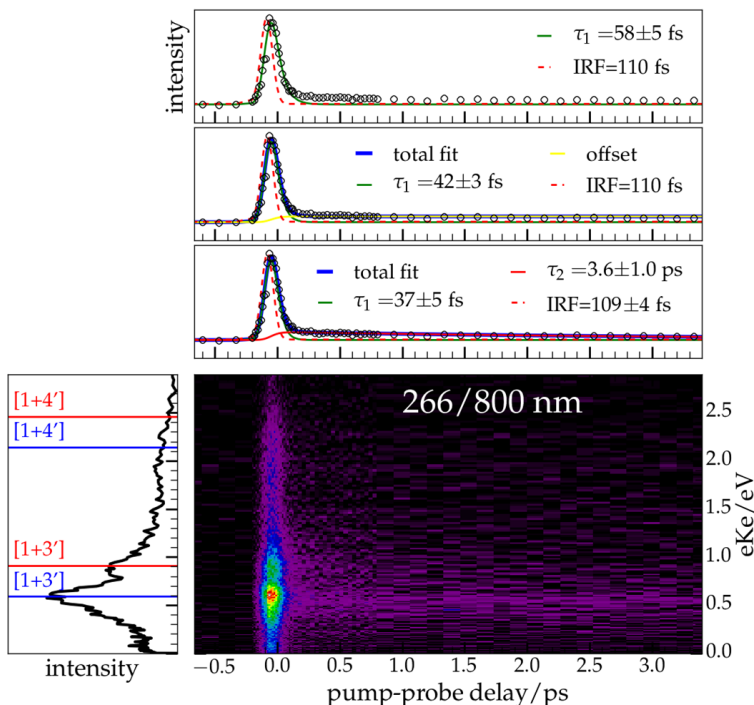 intensity
τ1 =58±5 fs
IRF=110 fs
total fit
offset
τ1 =42±3 fs
IRF=110 fs
total fit
τ2 =3.6±1.0 ps
τ1 =37±5 fs
IRF=109±4 fs
[1+4′]
[1+4′]
[1+3′]
[1+3′]
intensity
266/800 nm
2.5
2.0
1.5
1.0
0.5
0.0
eKe/eV
−0.5 0.0 0.5 1.0 1.5 2.0 2.5 3.0
pump-probe delay/ps